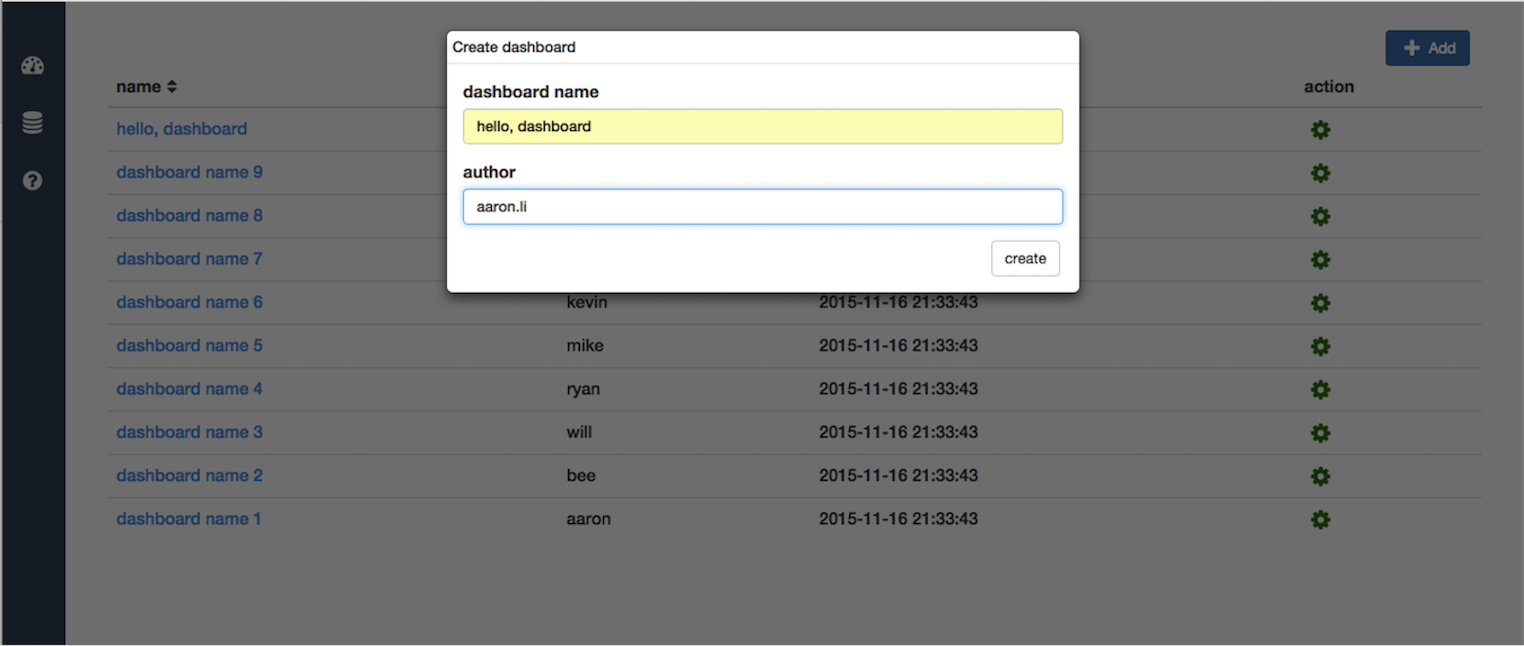 Create dashboard
dashboard name
hello, dashboard
author
aaron.li
create
Add
name action
hello, dashboard
dashboard name 9
dashboard name 8
dashboard name 7
dashboard name 6 kevin 2015-11-16 21:33:43
dashboard name 5 mike 2015-11-16 21:33:43
dashboard name 4 ryan 2015-11-16 21:33:43
dashboard name 3 will 2015-11-16 21:33:43
dashboard name 2 bee 2015-11-16 21:33:43
dashboard name 1 aaron 2015-11-16 21:33:43